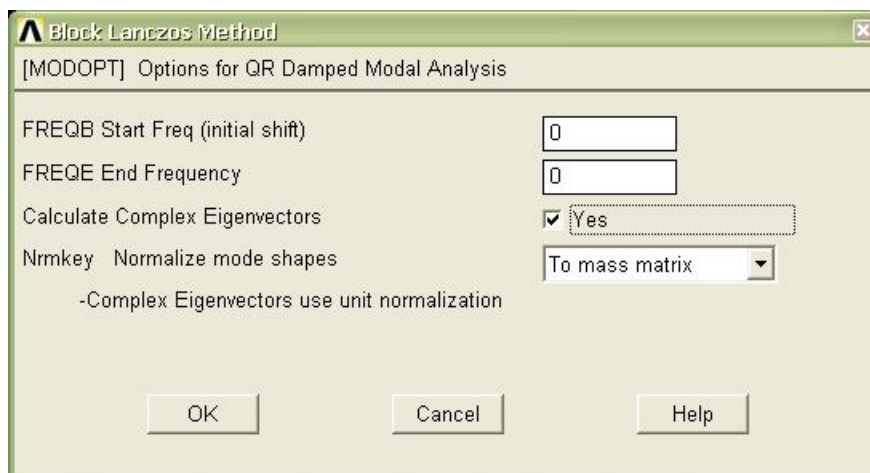 Block Lanczos Method
[MODOPT] Options for QR Damped Modal Analysis
FREQB Start Freq (initial shift) 0
FREQE End Frequency 0
Calculate Complex Eigenvectors Yes
Nrmkey Normalize mode shapes To mass matrix
-Complex Eigenvectors use unit normalization
OK Cancel Help